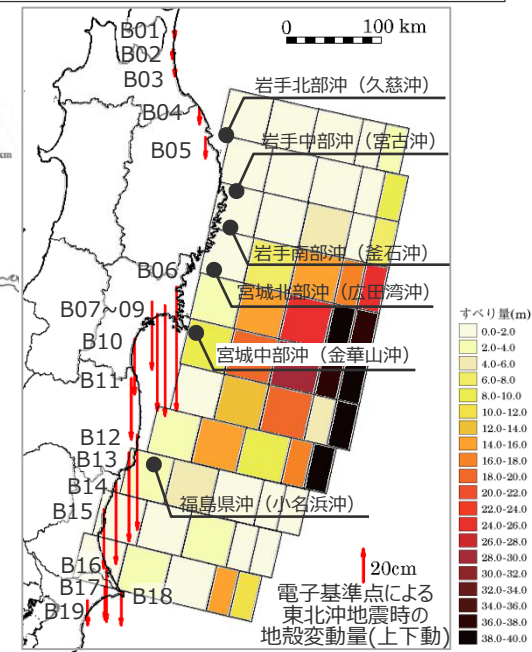 0 100 km
B01
B02
B03
B04
B05
B06
B07~09
B10
B11
B12
B13
B14
B15
B16
B17
B18
B19
km
岩手北部沖（久慈沖）
岩手中部沖（宮古沖）
岩手南部沖（釜石沖）
宮城北部沖（広田湾沖）
宮城中部沖（金華山沖）
福島県沖（小名浜沖）
20cm
電子基準点による
東北沖地震時の
地殻変動量(上下動)
すべり量(m)
0.0-2.0
2.0-4.0
4.0-6.0
6.0-8.0
8.0-10.0
10.0-12.0
12.0-14.0
14.0-16.0
16.0-18.0
18.0-20.0
20.0-22.0
22.0-24.0
24.0-26.0
26.0-28.0
28.0-30.0
30.0-32.0
32.0-34.0
34.0-36.0
36.0-38.0
38.0-40.0